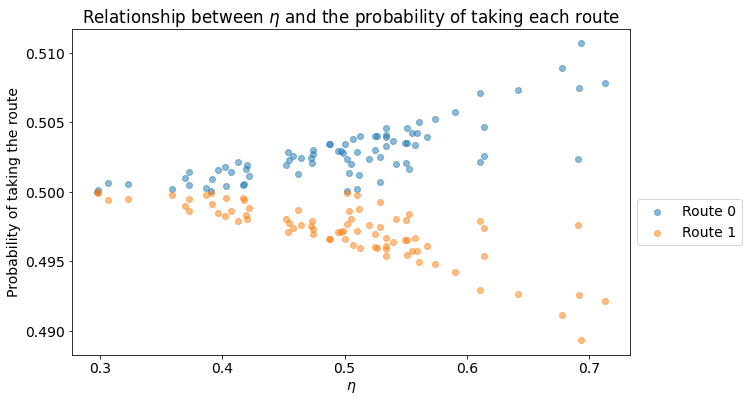 Relationship between η and the probability of taking each route
Probability of taking the route
0.510
0.505
0.500
0.495
0.490
0.3 0.4 0.5 0.6 0.7
η
Route 0
Route 1